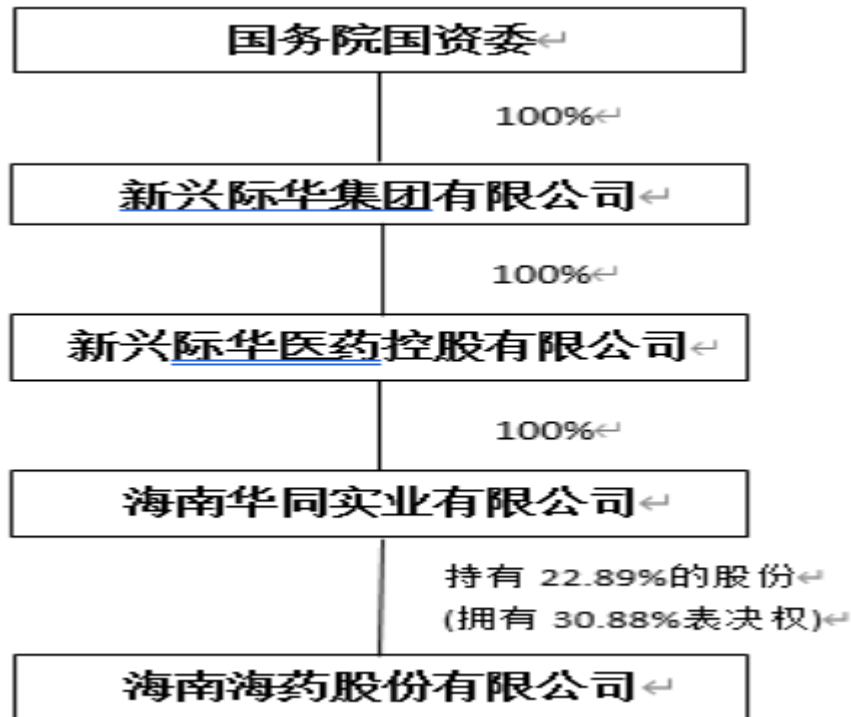 国务院国资委
100%
新兴际华集团有限公司
100%
新兴际华医药控股有限公司
100%
海南华同实业有限公司
持有 22.89%的股份
(拥有 30.88%表决权)
海南海药股份有限公司